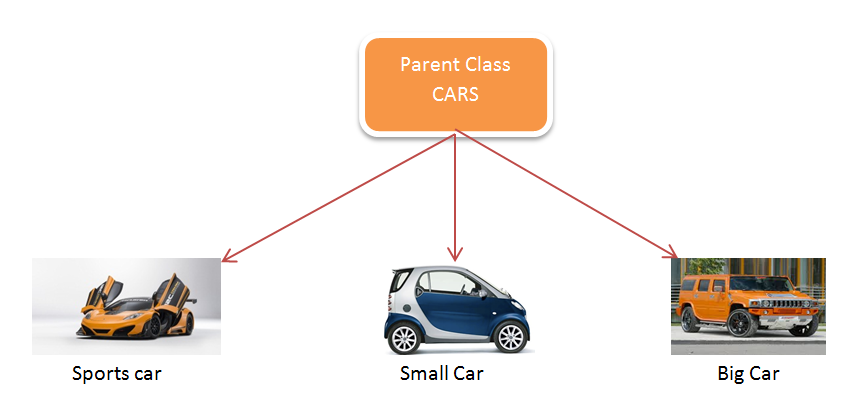 Parent Class
CARS
Sports car
Small Car
Big Car